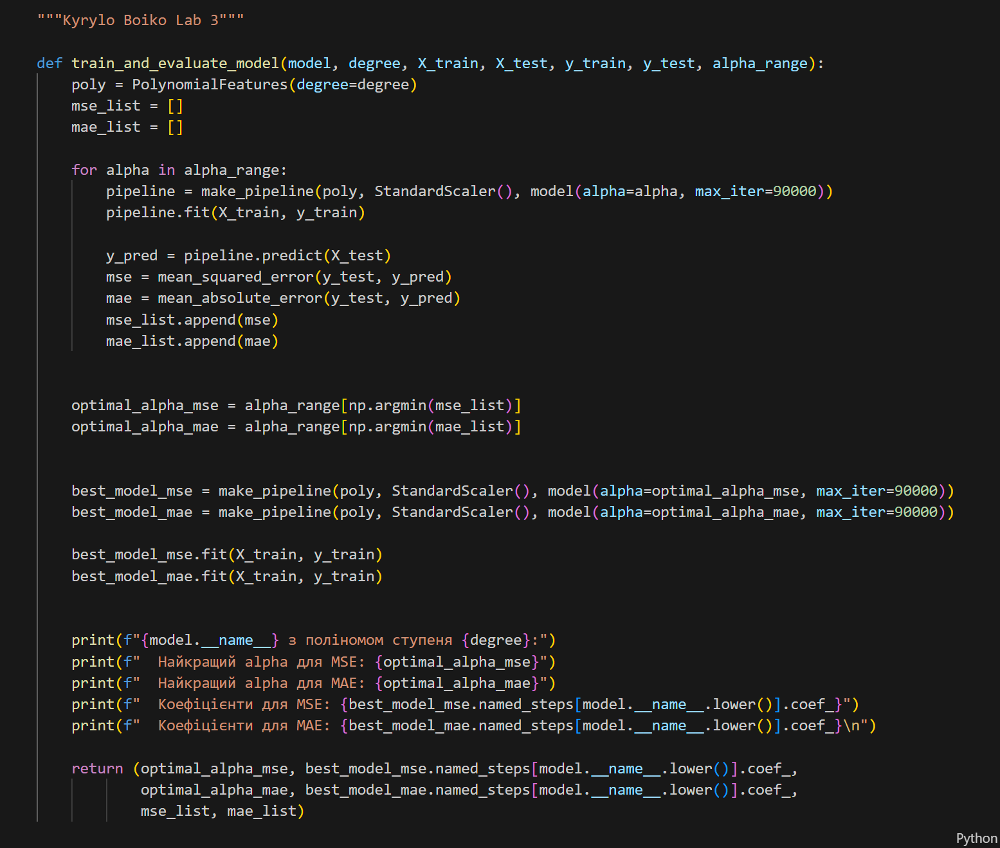 """Kyrylo Boiko Lab 3"""
def train_and_evaluate_model(model, degree, X_train, X_test, y_train, y_test, alpha_range):
    poly = PolynomialFeatures(degree=degree)
    mse_list = []
    mae_list = []
    for alpha in alpha_range:
        pipeline = make_pipeline(poly, StandardScaler(), model(alpha=alpha, max_iter=90000))
        pipeline.fit(X_train, y_train)
        y_pred = pipeline.predict(X_test)
        mse = mean_squared_error(y_test, y_pred)
        mae = mean_absolute_error(y_test, y_pred)
        mse_list.append(mse)
        mae_list.append(mae)
    optimal_alpha_mse = alpha_range[np.argmin(mse_list)]
    optimal_alpha_mae = alpha_range[np.argmin(mae_list)]
    best_model_mse = make_pipeline(poly, StandardScaler(), model(alpha=optimal_alpha_mse, max_iter=90000))
    best_model_mae = make_pipeline(poly, StandardScaler(), model(alpha=optimal_alpha_mae, max_iter=90000))
    best_model_mse.fit(X_train, y_train)
    best_model_mae.fit(X_train, y_train)
    print(f"{model.__name__} з поліномом ступеня {degree}:")
    print(f"  Найкращий alpha для MSE: {optimal_alpha_mse}")
    print(f"  Найкращий alpha для MAE: {optimal_alpha_mae}")
    print(f"  Коефіцієнти для MSE: {best_model_mse.named_steps[model.__name__.lower()].coef_}")
    print(f"  Коефіцієнти для MAE: {best_model_mae.named_steps[model.__name__.lower()].coef_}\n")
    return (optimal_alpha_mse, best_model_mse.named_steps[model.__name__.lower()].coef_,
            optimal_alpha_mae, best_model_mae.named_steps[model.__name__.lower()].coef_,
            mse_list, mae_list)
Python